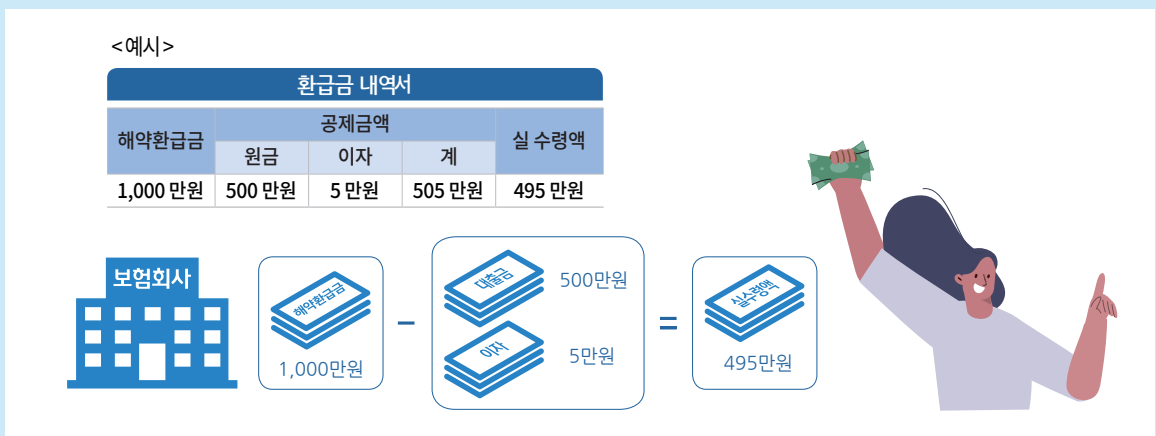 <예시>
환급금 내역서
해약환급금 공제금액 실 수령액
원금 이자 계
1,000 만원 500 만원 5 만원 505 만원 495 만원
보험회사
해약환급금
1,000만원
–
대출금
500만원
이자
5만원
=
실수령액
495만원